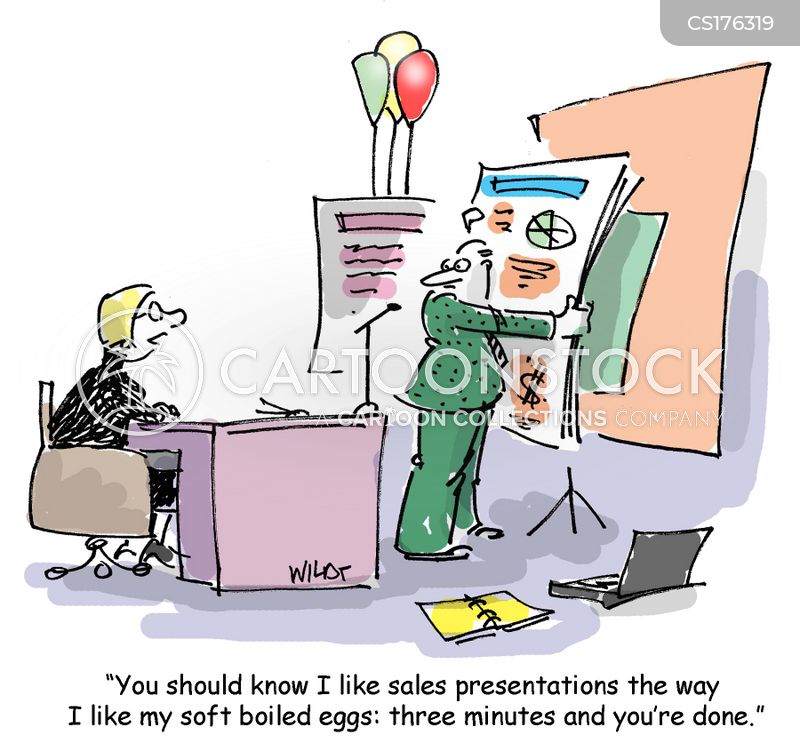 CS176319
$
WILDT
CARTOONSTOCK
A CARTOON COLLECTIONS COMPANY
"You should know I like sales presentations the way
I like my soft boiled eggs: three minutes and you're done."